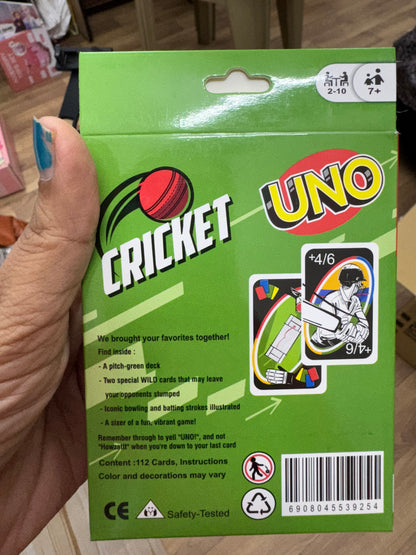 2-10
7+
CRICKET
UNO
+4/6
+4/6
We brought your favorites together!
Find inside :
- A pitch-green deck
- Two special WILD cards that may leave
your opponents stumped
- Iconic bowling and batting strokes illustrated
- A sizer of a fun, vibrant game!
Remember through to yell "UNO!", and not
"Howzait" when you're down to your last card
Content :112 Cards, Instructions
Color and decorations may vary
CE
Safety-Tested
6908045539254